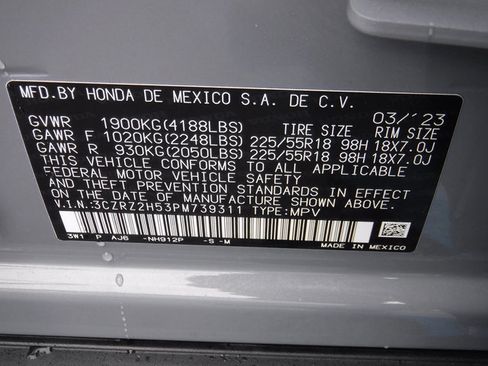 MFD.BY HONDA DE MEXICO S.A. DE C.V.
03/'23
GVWR 1900KG(4188LBS) TIRE SIZE RIM SIZE
GAWR F 1020KG(2248LBS) 225/55R18 98H 18X7.0J
GAWR R 930KG(2050LBS) 225/55R18 98H 18X7.0J
THIS VEHICLE CONFORMS TO ALL APPLICABLE
FEDERAL MOTOR VEHICLE SAFETY AND THEFT
PREVENTION STANDARDS IN EFFECT ON THE
DATE OF MANUFACTURE SHOWN ABOVE.
V.I.N:3CZRZ2H53PM739311 TYPE:MPV
3W1 P AJ6 -NH912P -S -M
MADE IN MEXICO